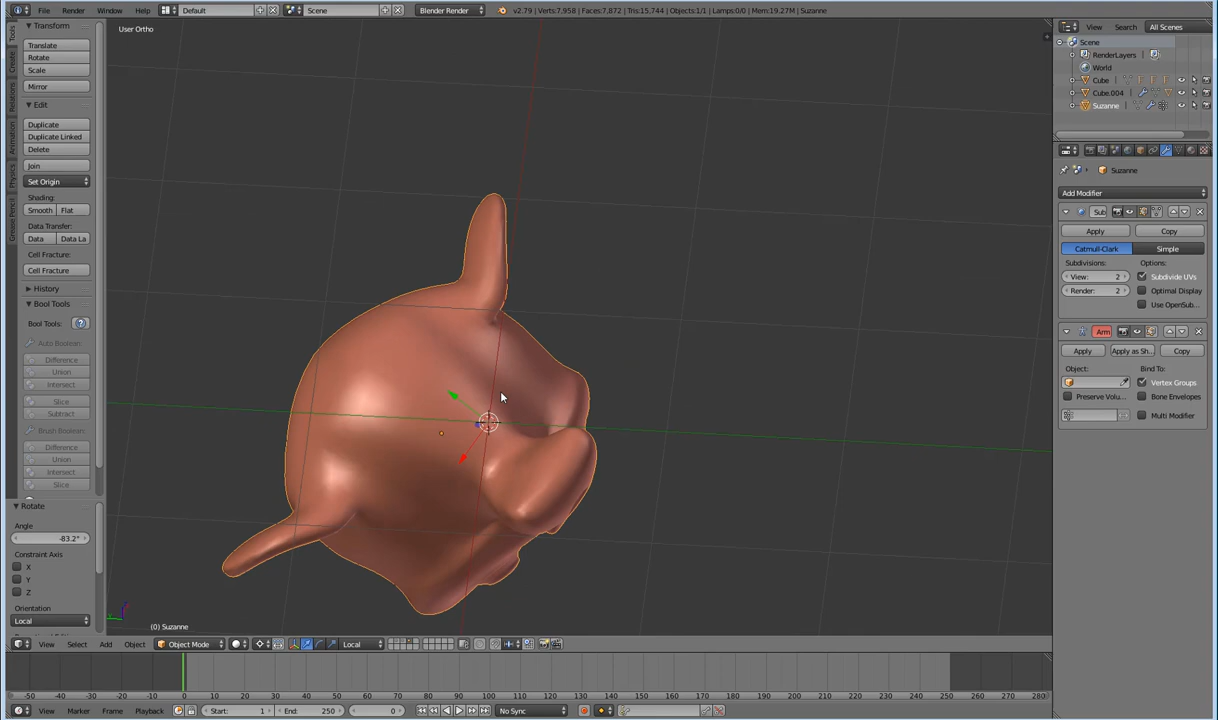 File Render Window Help Default Scene Blender Render v2.79 | Verts:7,958 | Faces:7,872 | Tris:15,744 | Objects:1/1 | Lamps:0/0 | Mem:19.27M | Suzanne
Tools
Create
Relations
Animation
Physics
Grease Pencil
Transform
Translate
Rotate
Scale
Mirror
Edit
Duplicate
Duplicate Linked
Delete
Join
Set Origin
Shading:
Smooth Flat
Data Transfer:
Data Data La
Cell Fracture:
Cell Fracture
History
Bool Tools
Bool Tools:
Auto Boolean
Difference
Union
Intersect
Slice
Subtract
Brush Boolean
Difference
Union
Intersect
Slice
Rotate
Angle
-83.2°
Constraint Axis
X
Y
Z
Orientation
Local
User Ortho
(0) Suzanne
View Select Add Object Object Mode Local
View Search All Scenes
Scene
RenderLayers
World
Cube
Cube.004
Suzanne
Suzanne
Add Modifier
Sub
Apply Copy
Catmull-Clark Simple
Subdivisions: Options:
View: 2 Subdivide UVs
Render: 2 Optimal Display
Use OpenSub...
Arm
Apply Apply as Sh... Copy
Object: Bind To:
Vertex Groups
Preserve Volu... Bone Envelopes
Multi Modifier
-50 -40 -30 -20 -10 0 10 20 30 40 50 60 70 80 90 100 110 120 130 140 150 160 170 180 190 200 210 220 230 240 250 260 270 280
View Marker Frame Playback Start: 1 End: 250 0 No Sync